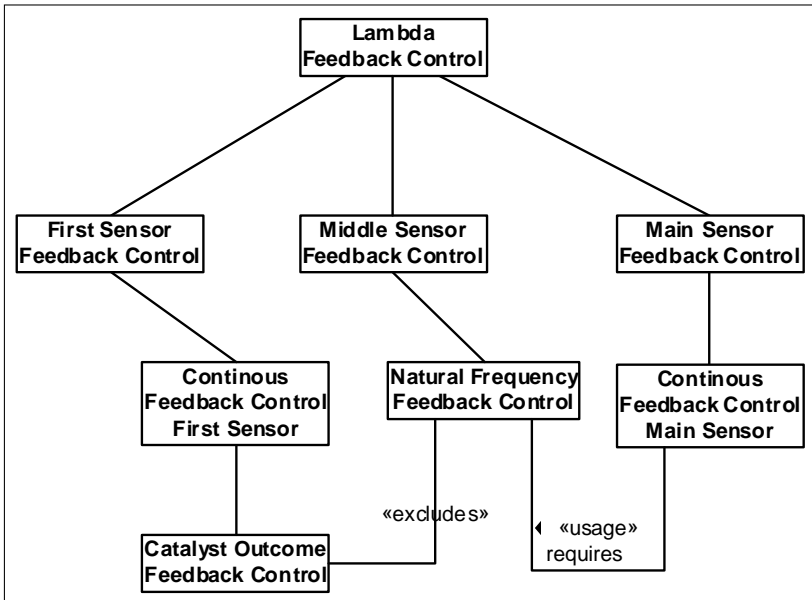 Lambda
Feedback Control
First Sensor
Feedback Control
Middle Sensor
Feedback Control
Main Sensor
Feedback Control
Continous
Feedback Control
First Sensor
Natural Frequency
Feedback Control
Continous
Feedback Control
Main Sensor
«excludes»
«usage»
requires
Catalyst Outcome
Feedback Control